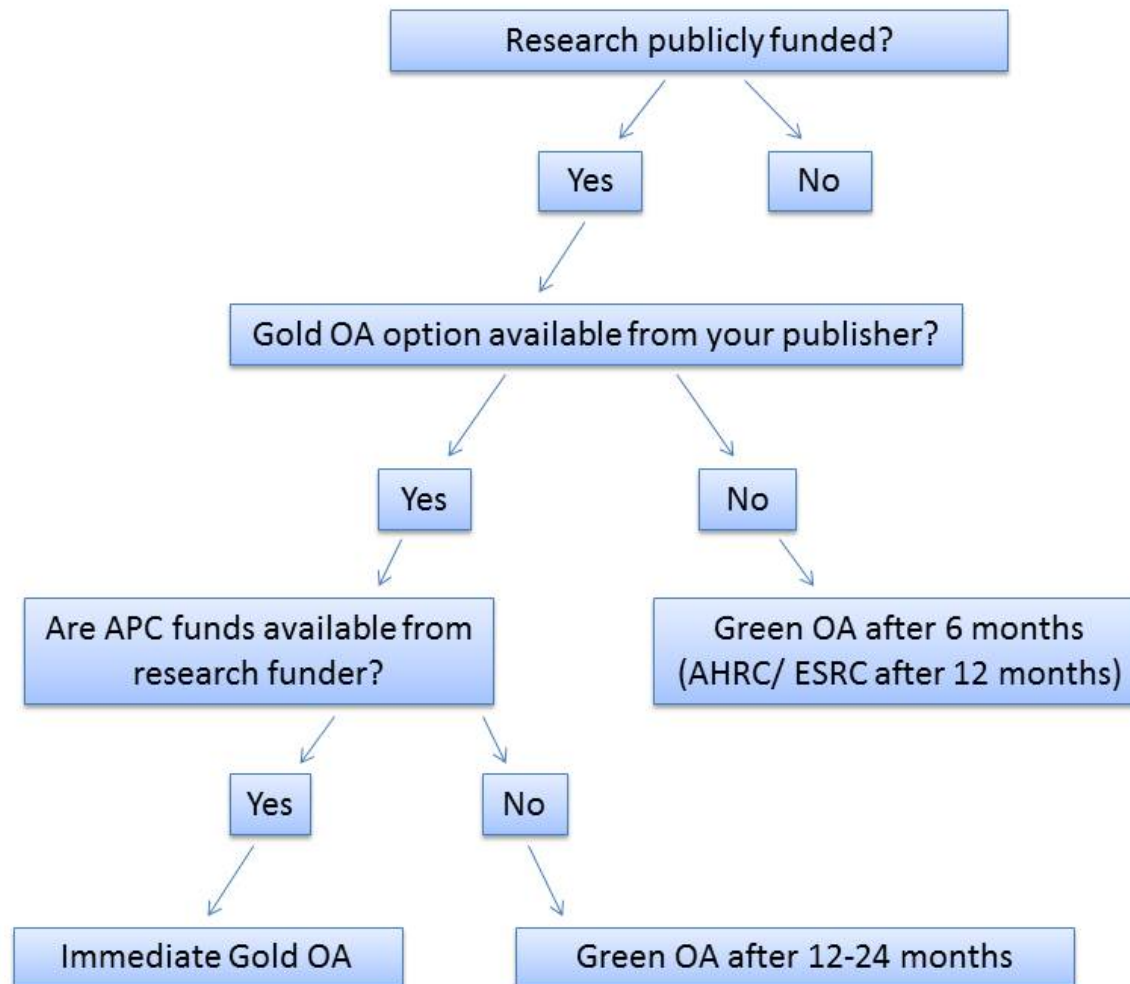 Research publicly funded?
Yes
No
Gold OA option available from your publisher?
Yes
No
Are APC funds available from
research funder?
Green OA after 6 months
(AHRC/ ESRC after 12 months)
Yes
No
Immediate Gold OA
Green OA after 12-24 months